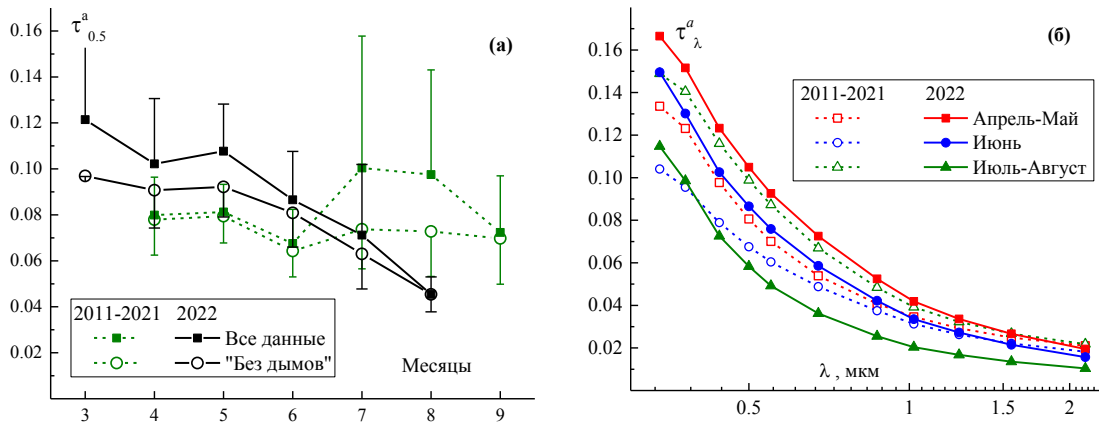 τᵃ₀.₅
(а)
0.16
0.14
0.12
0.10
0.08
0.06
0.04
0.02
2011-2021 2022
Все данные
"Без дымов"
Месяцы
3 4 5 6 7 8 9
τᵃ_λ
(б)
0.16
0.14
0.12
0.10
0.08
0.06
0.04
0.02
2011-2021 2022
Апрель-Май
Июнь
Июль-Август
λ , мкм
0.5 1 1.5 2